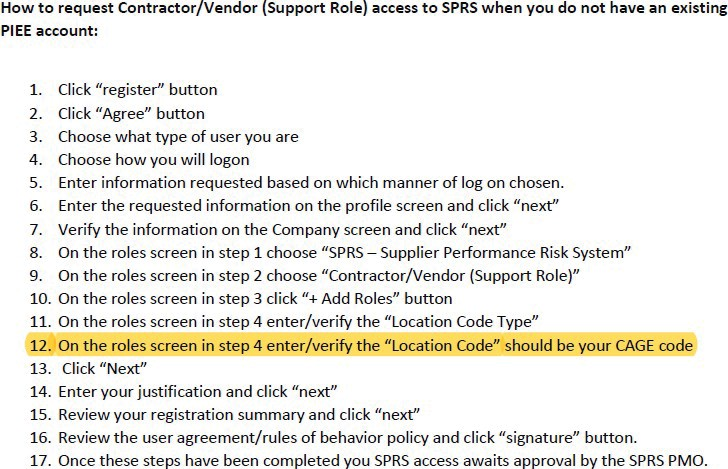 How to request Contractor/Vendor (Support Role) access to SPRS when you do not have an existing
PIEE account:
1. Click “register” button
2. Click “Agree” button
3. Choose what type of user you are
4. Choose how you will logon
5. Enter information requested based on which manner of log on chosen.
6. Enter the requested information on the profile screen and click “next”
7. Verify the information on the Company screen and click “next”
8. On the roles screen in step 1 choose “SPRS – Supplier Performance Risk System”
9. On the roles screen in step 2 choose “Contractor/Vendor (Support Role)”
10. On the roles screen in step 3 click “+ Add Roles” button
11. On the roles screen in step 4 enter/verify the “Location Code Type”
12. On the roles screen in step 4 enter/verify the “Location Code” should be your CAGE code
13. Click “Next”
14. Enter your justification and click “next”
15. Review your registration summary and click “next”
16. Review the user agreement/rules of behavior policy and click “signature” button.
17. Once these steps have been completed you SPRS access awaits approval by the SPRS PMO.